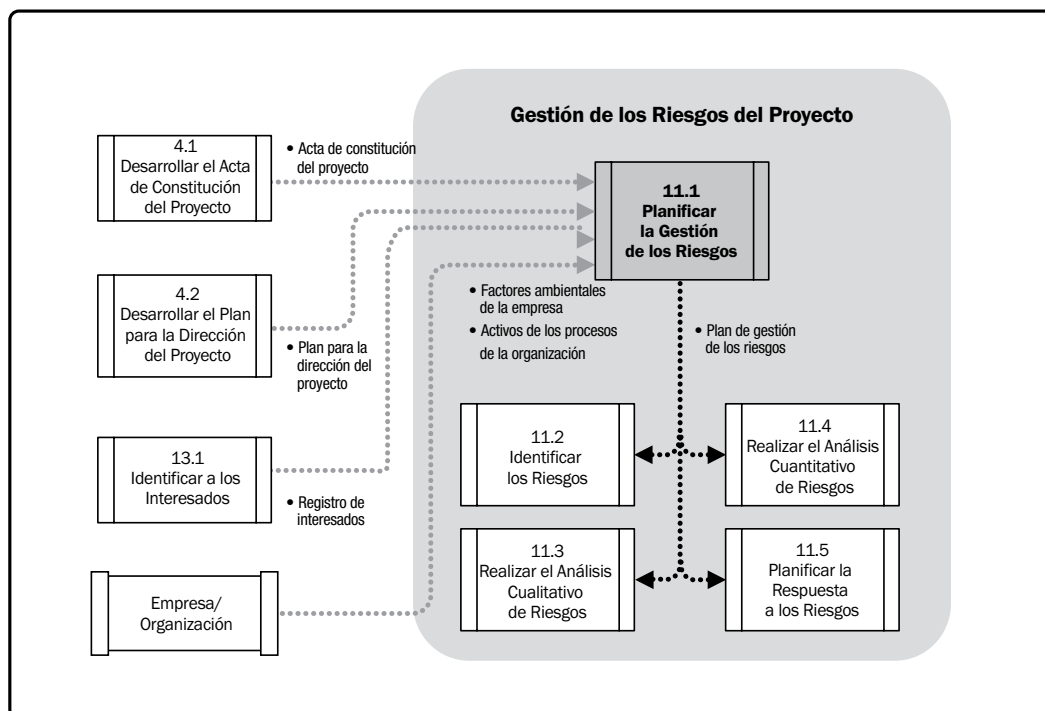 Gestión de los Riesgos del Proyecto
4.1
Desarrollar el Acta
de Constitución
del Proyecto
• Acta de constitución
del proyecto
11.1
Planificar
la Gestión
de los Riesgos
4.2
Desarrollar el Plan
para la Dirección
del Proyecto
• Plan para la
dirección del
proyecto
• Factores ambientales
de la empresa
• Activos de los procesos
de la organización
• Plan de gestión
de los riesgos
13.1
Identificar a los
Interesados
• Registro de
interesados
11.2
Identificar
los Riesgos
11.4
Realizar el Análisis
Cuantitativo
de Riesgos
Empresa/
Organización
11.3
Realizar el Análisis
Cualitativo
de Riesgos
11.5
Planificar la
Respuesta
a los Riesgos